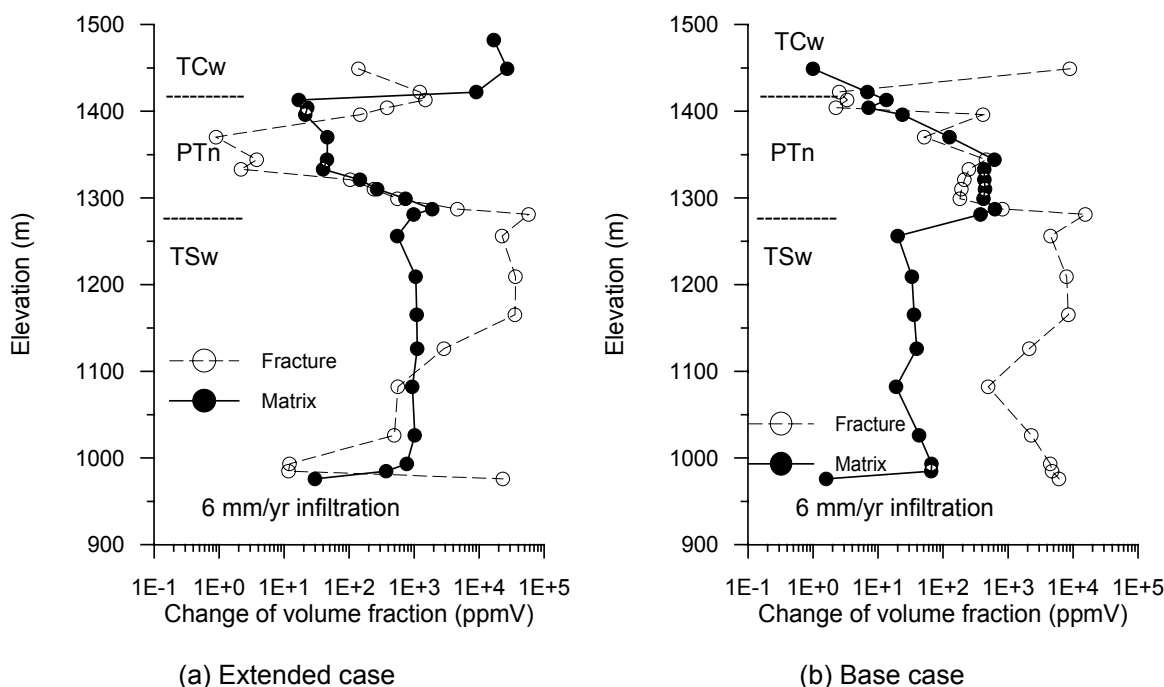 1500
1400
1300
1200
1100
1000
900
Elevation (m)
TCw
PTn
TSw
Fracture
Matrix
6 mm/yr infiltration
1E-1 1E+0 1E+1 1E+2 1E+3 1E+4 1E+5
Change of volume fraction (ppmV)
(a) Extended case
1500
1400
1300
1200
1100
1000
900
Elevation (m)
TCw
PTn
TSw
Fracture
Matrix
6 mm/yr infiltration
1E-1 1E+0 1E+1 1E+2 1E+3 1E+4 1E+5
Change of volume fraction (ppmV)
(b) Base case